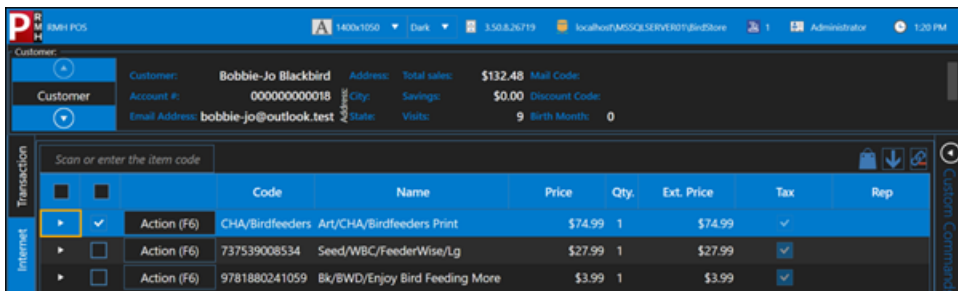 P RMH RMH POS A 1400x1050 Dark 3.50.8.26719 localhost\MSSQLSERVER01\BirdStore 1 Administrator 1:20 PM
Customer:
Customer
Customer: Bobbie-Jo Blackbird Address: Total sales: $132.48 Mail Code:
Account #: 000000000018 Address: City: Savings: $0.00 Discount Code:
Email Address: bobbie-jo@outlook.test State: Visits: 9 Birth Month: 0
Transaction
Internet
Scan or enter the item code
Code Name Price Qty. Ext. Price Tax Rep
Action (F6) CHA/Birdfeeders Art/CHA/Birdfeeders Print $74.99 1 $74.99
Action (F6) 737539008534 Seed/WBC/FeederWise/Lg $27.99 1 $27.99
Action (F6) 9781880241059 Bk/BWD/Enjoy Bird Feeding More $3.99 1 $3.99
Custom Command